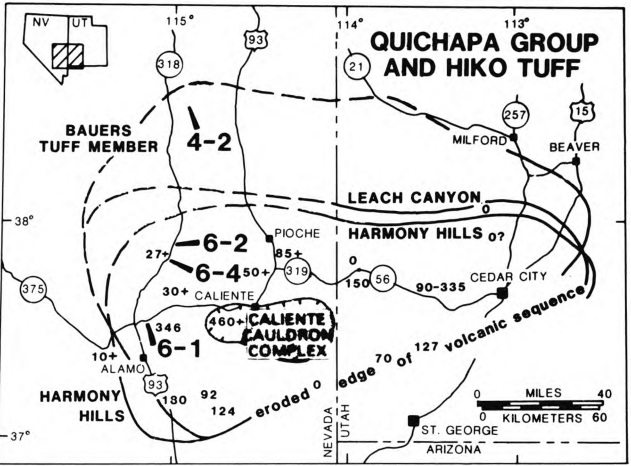 115°
114°
113°
NV
UT
93
318
21
QUICHAPA GROUP
AND HIKO TUFF
15
257
BAUERS
TUFF MEMBER
4-2
MILFORD
BEAVER
LEACH CANYON
0
HARMONY HILLS 0?
38°
38°
6-2
PIOCHE
27+
85+
6-4
50+
319
0
150
56
90-335
CEDAR CITY
375
30+
CALIENTE
460+
CALIENTE
CAULDRON
COMPLEX
346
6-1
10+
ALAMO
93
HARMONY
HILLS
180
92
124
eroded 0 edge 70 of 127 volcanic sequence
0 MILES 40
0 KILOMETERS 60
37°
37°
NEVADA
UTAH
ST. GEORGE
ARIZONA